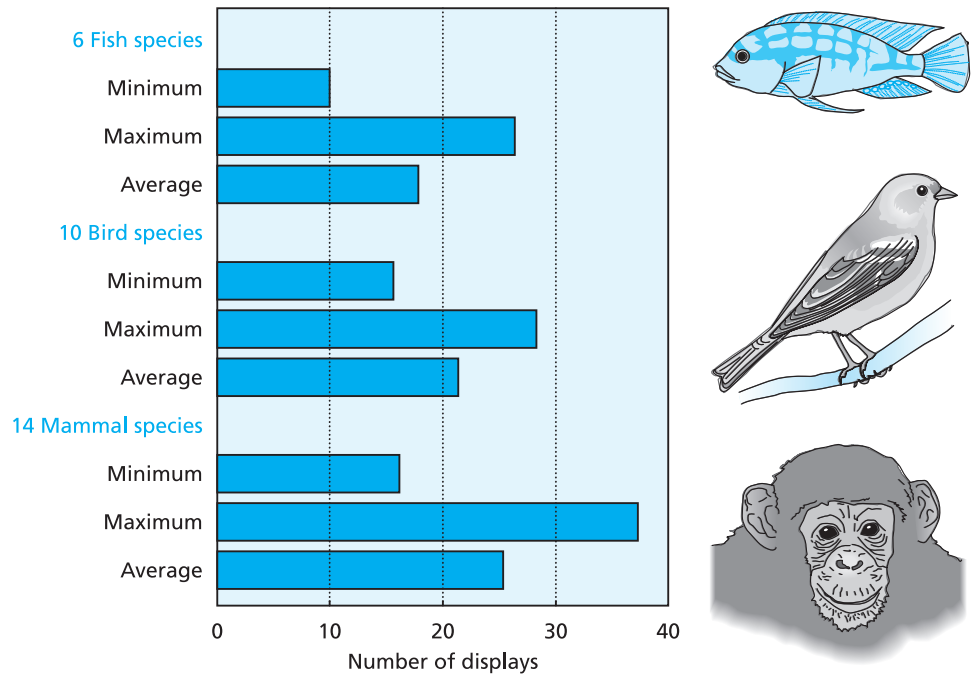 6 Fish species
Minimum
Maximum
Average
10 Bird species
Minimum
Maximum
Average
14 Mammal species
Minimum
Maximum
Average
0 10 20 30 40
Number of displays